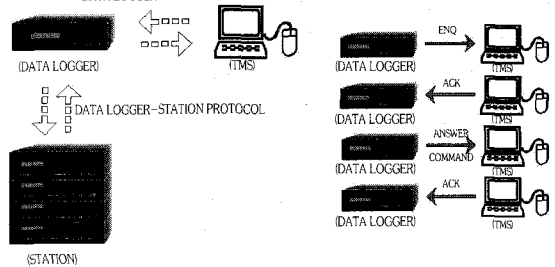 (DATA LOGGER)
(TMS)
DATA LOGGER-STATION PROTOCOL
(STATION)
ENQ
(DATA LOGGER)
(TMS)
ACK
(DATA LOGGER)
(TMS)
ANSWER
COMMAND
(DATA LOGGER)
(TMS)
ACK
(DATA LOGGER)
(TMS)